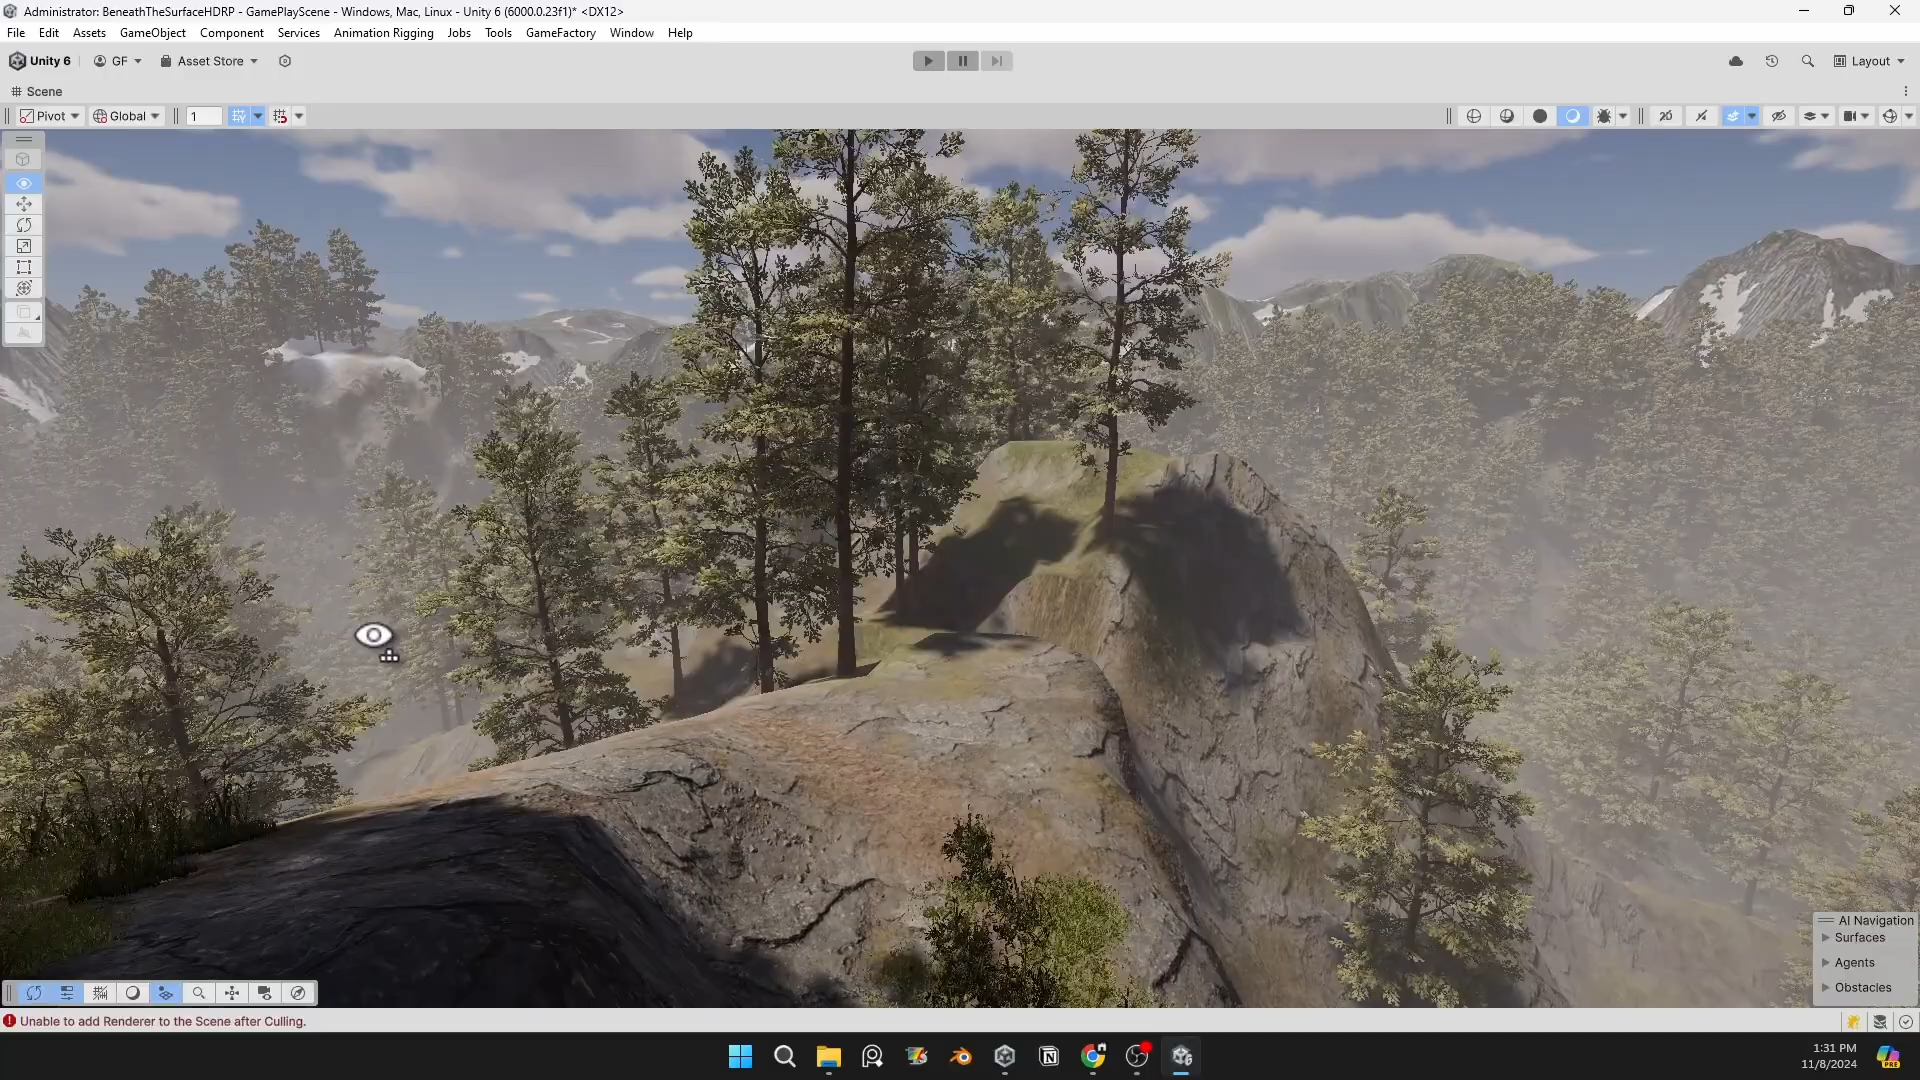 Administrator: BeneathTheSurfaceHDRP - GamePlayScene - Windows, Mac, Linux - Unity 6 (6000.0.23f1)* <DX12>
File Edit Assets GameObject Component Services Animation Rigging Jobs Tools GameFactory Window Help
Unity 6 GF Asset Store Layout
Scene
Pivot Global 1 2D
AI Navigation
Surfaces
Agents
Obstacles
Unable to add Renderer to the Scene after Culling.
1:31 PM
11/8/2024
PRE